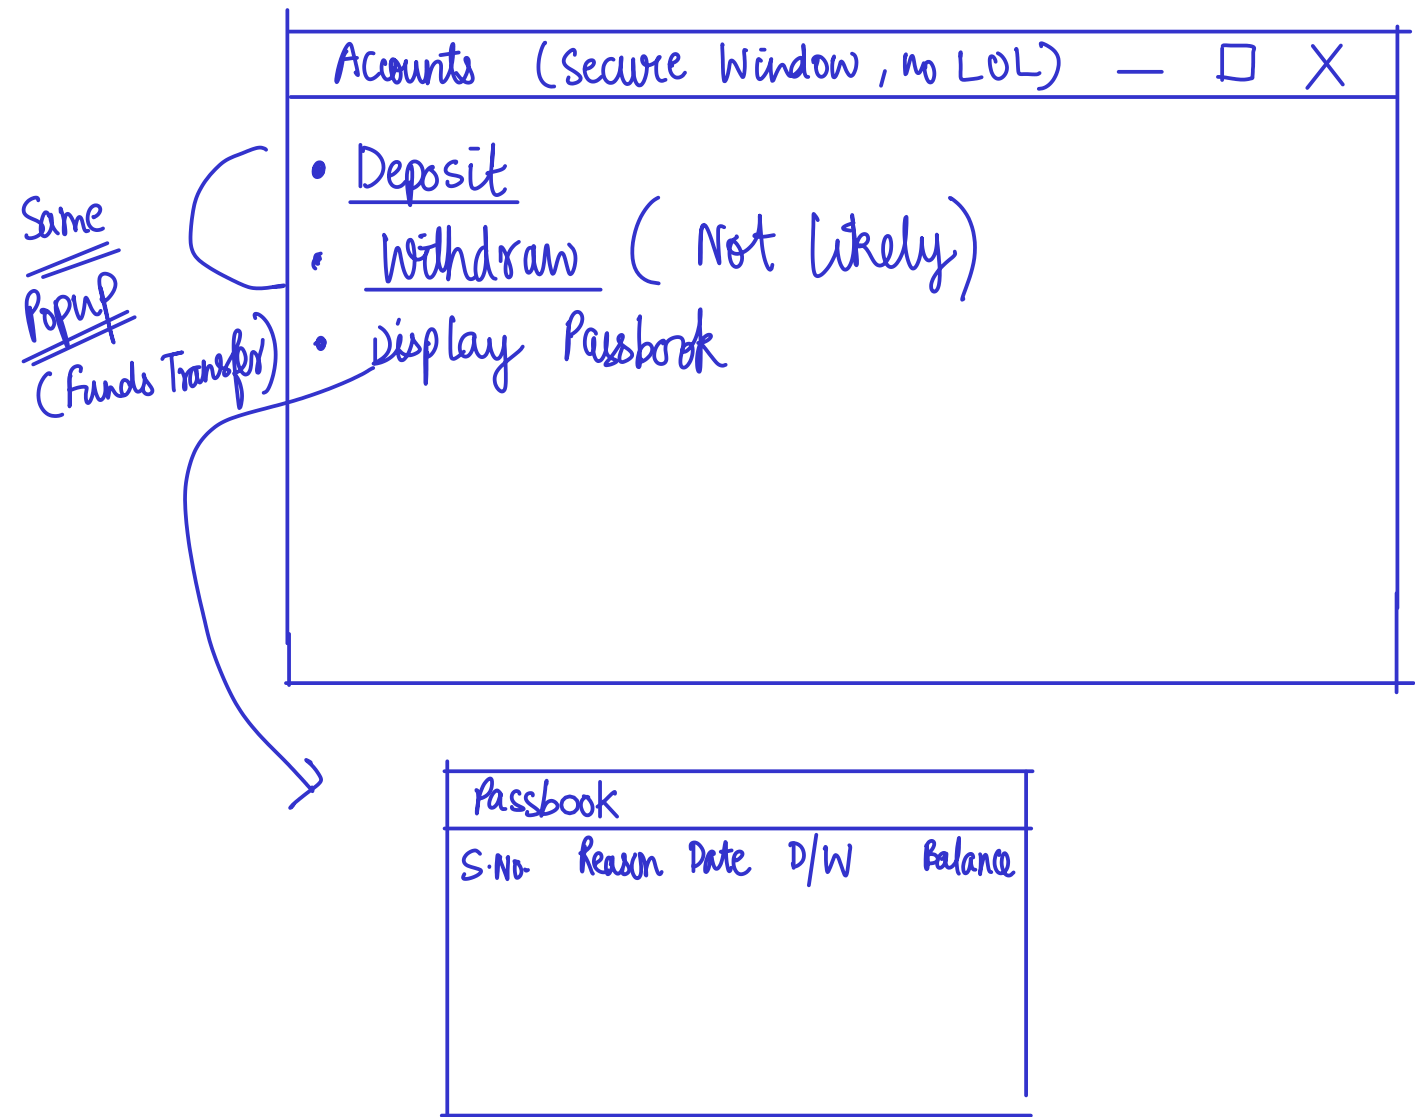 Accounts (Secure Window, no LOL) — □ X
• Deposit
• Withdraw (Not Likely)
• Display Passbook
Same
Popup
(Funds Transfer)
Passbook
S.No. Reason Date D/W Balance